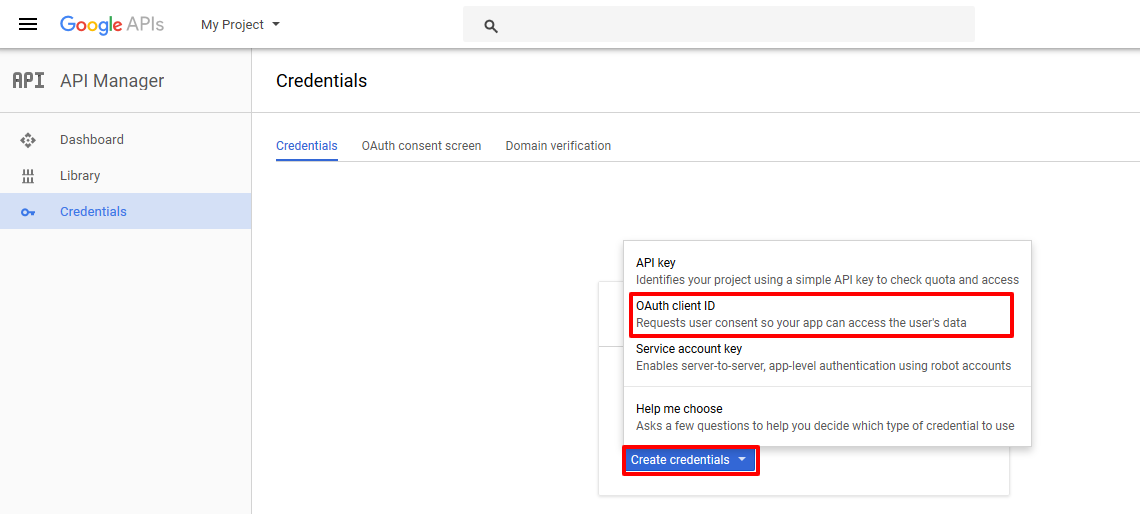 Google APIs My Project
API API Manager
Credentials
Dashboard
Library
Credentials
Credentials OAuth consent screen Domain verification
API key
Identifies your project using a simple API key to check quota and access
OAuth client ID
Requests user consent so your app can access the user's data
Service account key
Enables server-to-server, app-level authentication using robot accounts
Help me choose
Asks a few questions to help you decide which type of credential to use
Create credentials